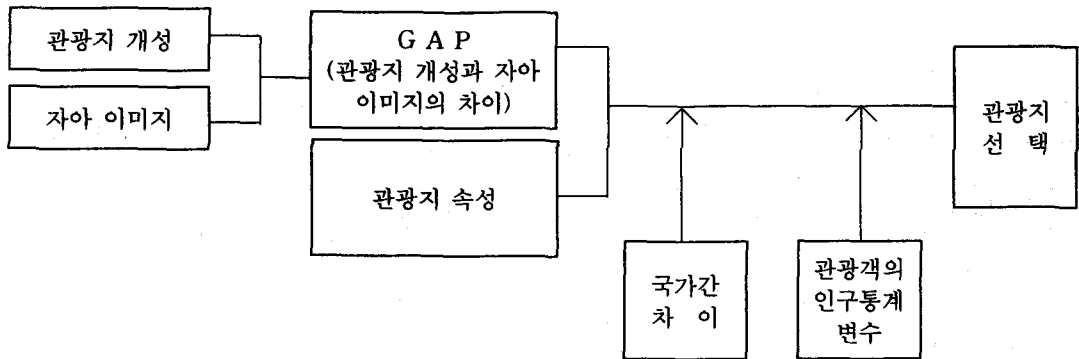 관광지 개성
자아 이미지
G A P
(관광지 개성과 자아
이미지의 차이)
관광지 속성
국가간
차 이
관광객의
인구통계
변수
관광지
선 택